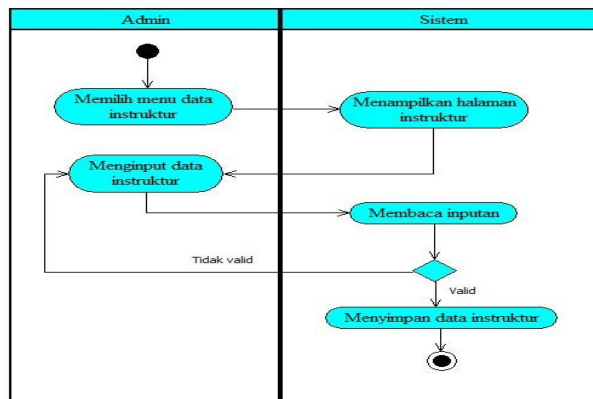 Admin
Sistem
Memilih menu data
instruktur
Menampilkan halaman
instruktur
Menginput data
instruktur
Membaca inputan
Tidak valid
Valid
Menyimpan data instruktur